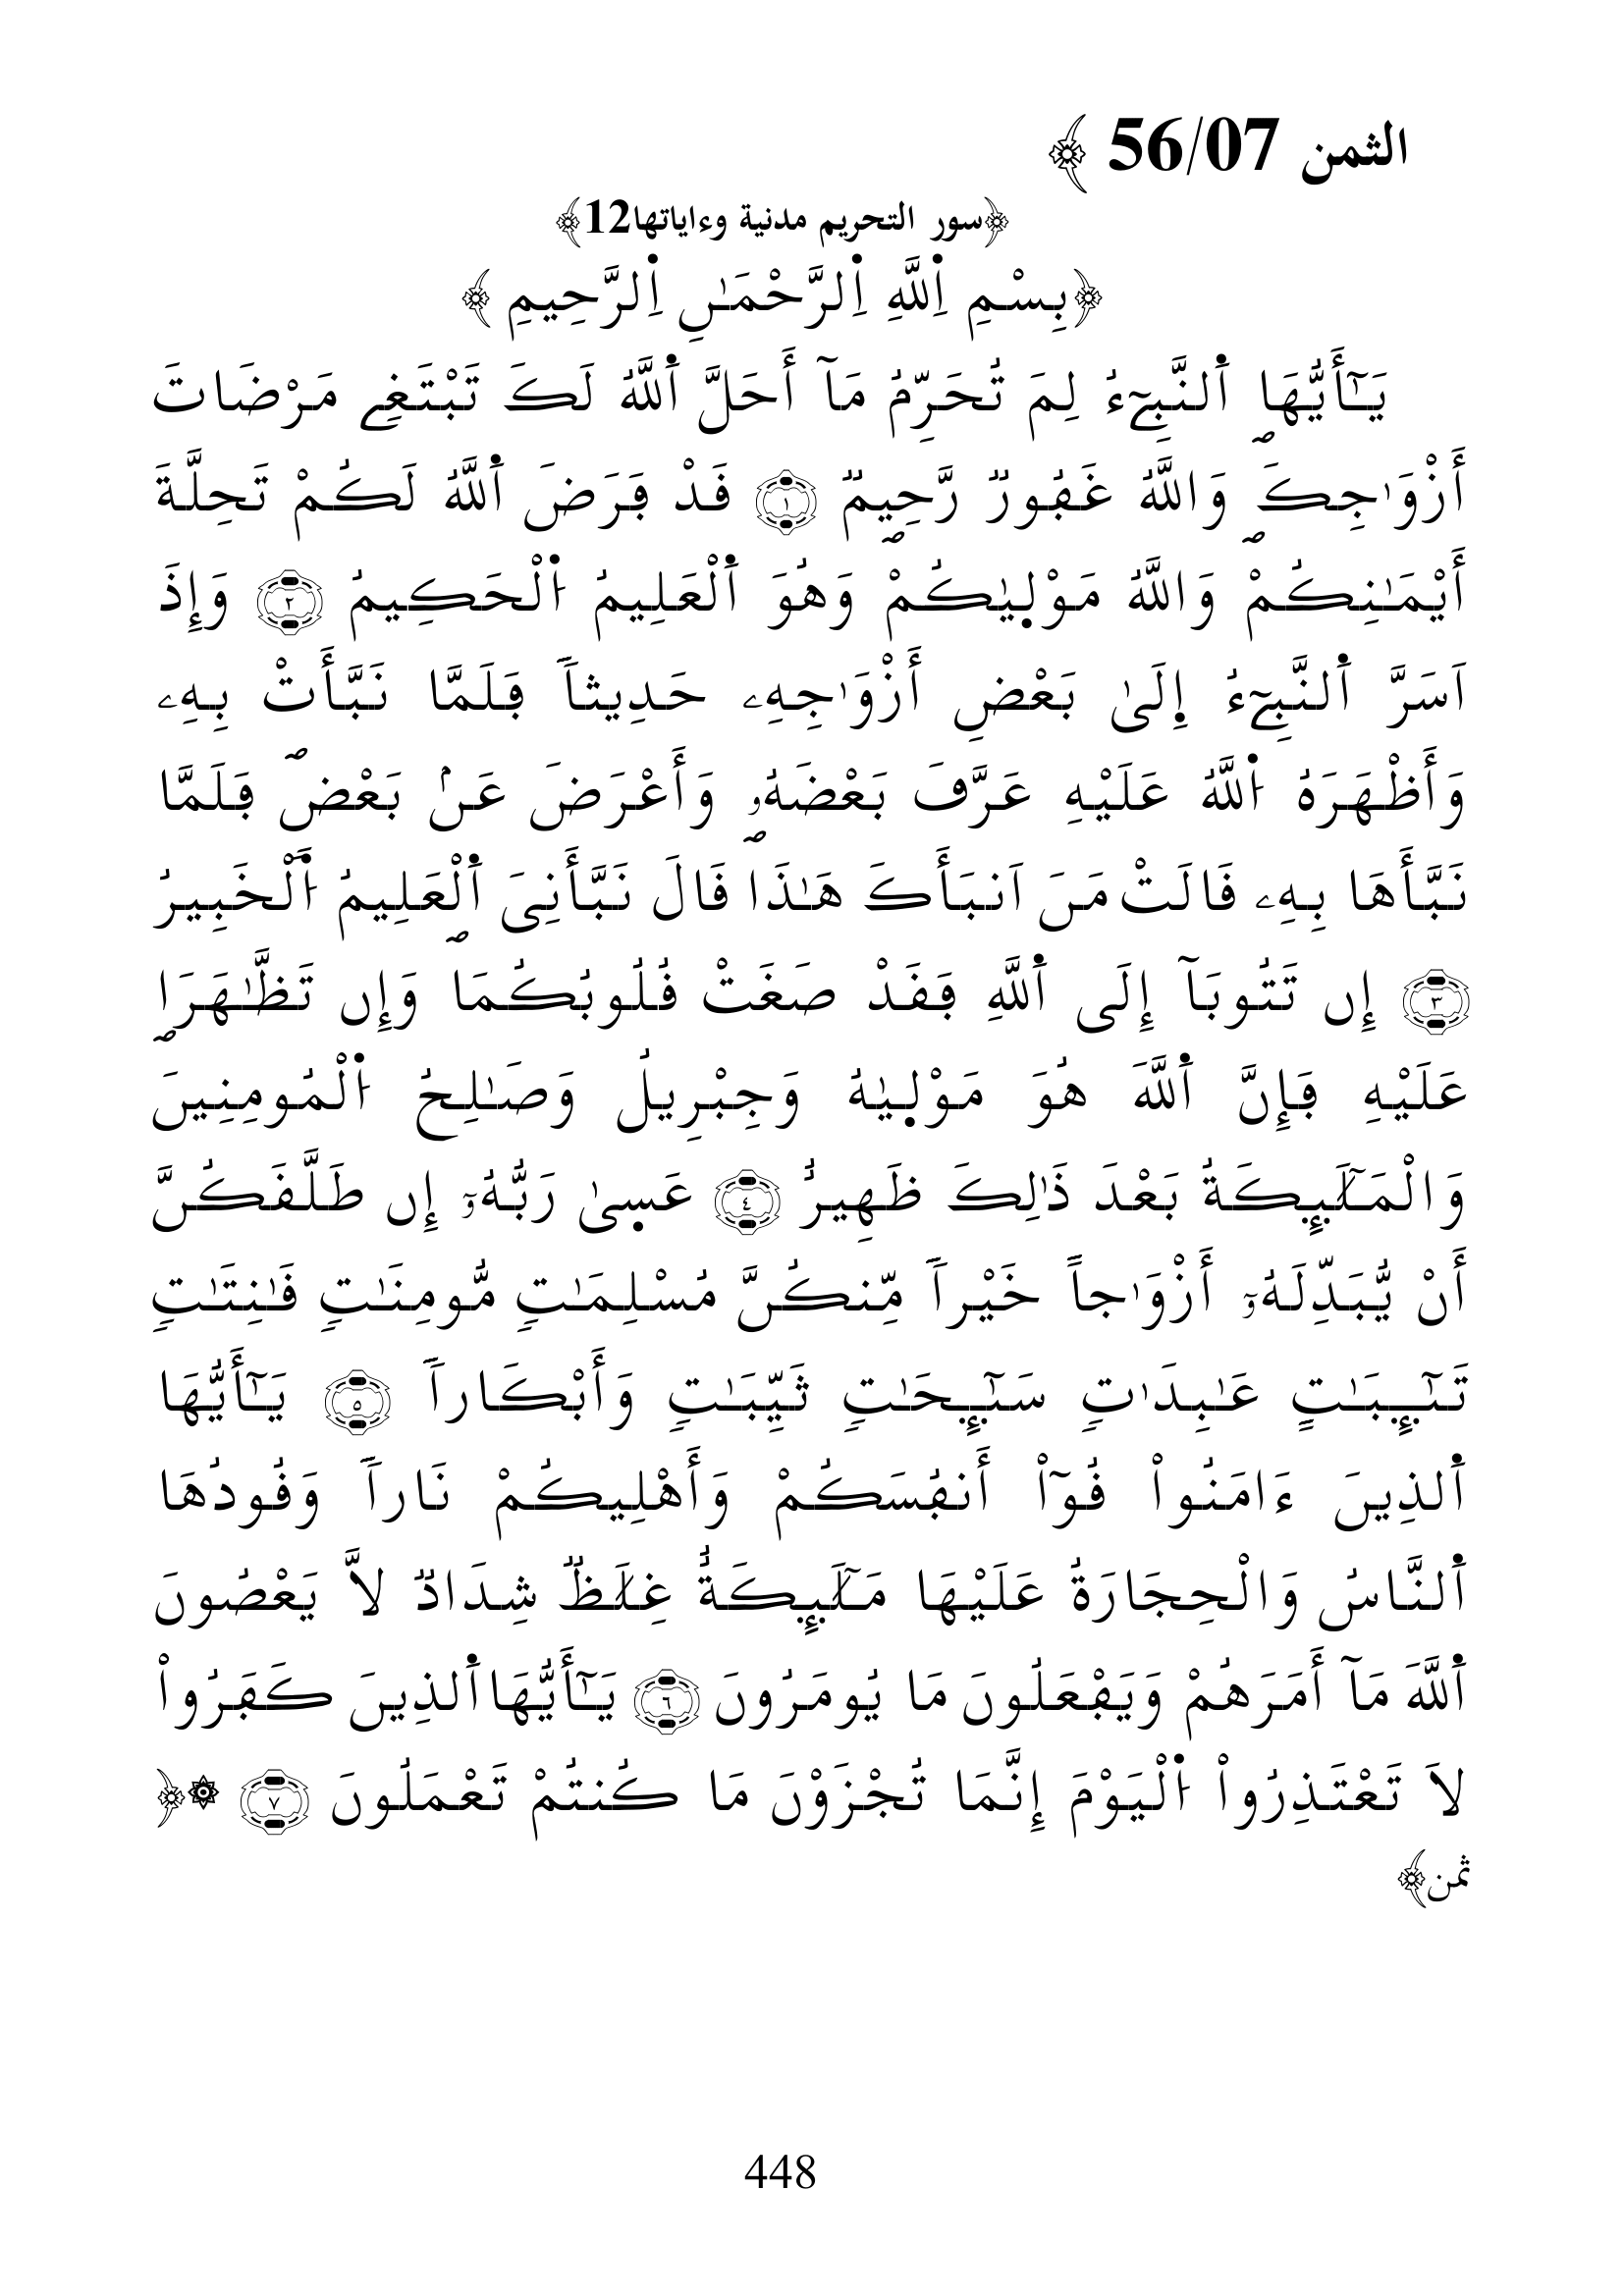 الثمن 56/07 ﴾
﴿سور التحريم مدنية وءاياتها12﴾
﴿بِسْمِ اِ۬للَّهِ اِ۬لرَّحْمَٰنِ اِ۬لرَّحِيمِ ﴾
يَٰٓأَيُّهَا اَ۬لنَّبِےٓءُ لِمَ تُحَرِّمُ مَآ أَحَلَّ اَ۬للَّهُ لَكَ تَبْتَغِے مَرْضَاتَ
أَزْوَٰجِكَۖ وَاللَّهُ غَفُورٞ رَّحِيمٞۖ ١ قَدْ فَرَضَ اَ۬للَّهُ لَكُمْ تَحِلَّةَ
أَيْمَٰنِكُمْ وَاللَّهُ مَوْل۪يٰكُمْ وَهُوَ اَ۬لْعَلِيمُ اُ۬لْحَكِيمُ ٢ وَإِذَ
اَسَرَّ اَ۬لنَّبِےٓءُ اِ۪لَىٰ بَعْضِ أَزْوَٰجِهِۦ حَدِيثاٗ فَلَمَّا نَبَّأَتْ بِهِۦ
وَأَظْهَرَهُ اُ۬للَّهُ عَلَيْهِ عَرَّفَ بَعْضَهُۥۖ وَأَعْرَضَ عَنۢ بَعْضٖۖ فَلَمَّا
نَبَّأَهَا بِهِۦ قَالَتْ مَنَ اَنۢبَأَكَ هَٰذَا قَالَ نَبَّأَنِىَ اَ۬لْعَلِيمُ اُ۬لْخَبِيرُۖ
٣ إِن تَتُوبَآ إِلَى اَ۬للَّهِ فَقَدْ صَغَتْ قُلُوبُكُمَا وَإِن تَظَّٰهَرَاۖ
عَلَيْهِ فَإِنَّ اَ۬للَّهَ هُوَ مَوْل۪يٰهُ وَجِبْرِيلُ وَصَٰلِحُ اُ۬لْمُومِنِينَ
وَالْمَلَٰٓئِكَةُ بَعْدَ ذَٰلِكَ ظَهِيرٌ ٤ عَس۪ىٰ رَبُّهُۥٓ إِن طَلَّقَكُنَّ
أَنْ يُّبَدِّلَهُۥٓ أَزْوَٰجاً خَيْراٗ مِّنكُنَّ مُسْلِمَٰتٖ مُّومِنَٰتٖ قَٰنِتَٰتٖ
تَٰٓئِبَٰتٍ عَٰبِدَٰتٖ سَٰٓئِحَٰتٖ ثَيِّبَٰتٖ وَأَبْكَاراٗ ٥ يَٰٓأَيُّهَا
اَ۬لذِينَ ءَامَنُواْ قُوٓاْ أَنفُسَكُمْ وَأَهْلِيكُمْ نَاراٗ وَقُودُهَا
اَ۬لنَّاسُ وَالْحِجَارَةُ عَلَيْهَا مَلَٰٓئِكَةٌ غِلَٰظٞ شِدَادٞ لاَّ يَعْصُونَ
اَ۬للَّهَ مَآ أَمَرَهُمْ وَيَفْعَلُونَ مَا يُومَرُونَ ٦ يَٰٓأَيُّهَا اَ۬لذِينَ كَفَرُواْ
لاَ تَعْتَذِرُواْ اُ۬لْيَوْمَ إِنَّمَا تُجْزَوْنَ مَا كُنتُمْ تَعْمَلُونَ ٧ ۞﴿
ثمن﴾
448